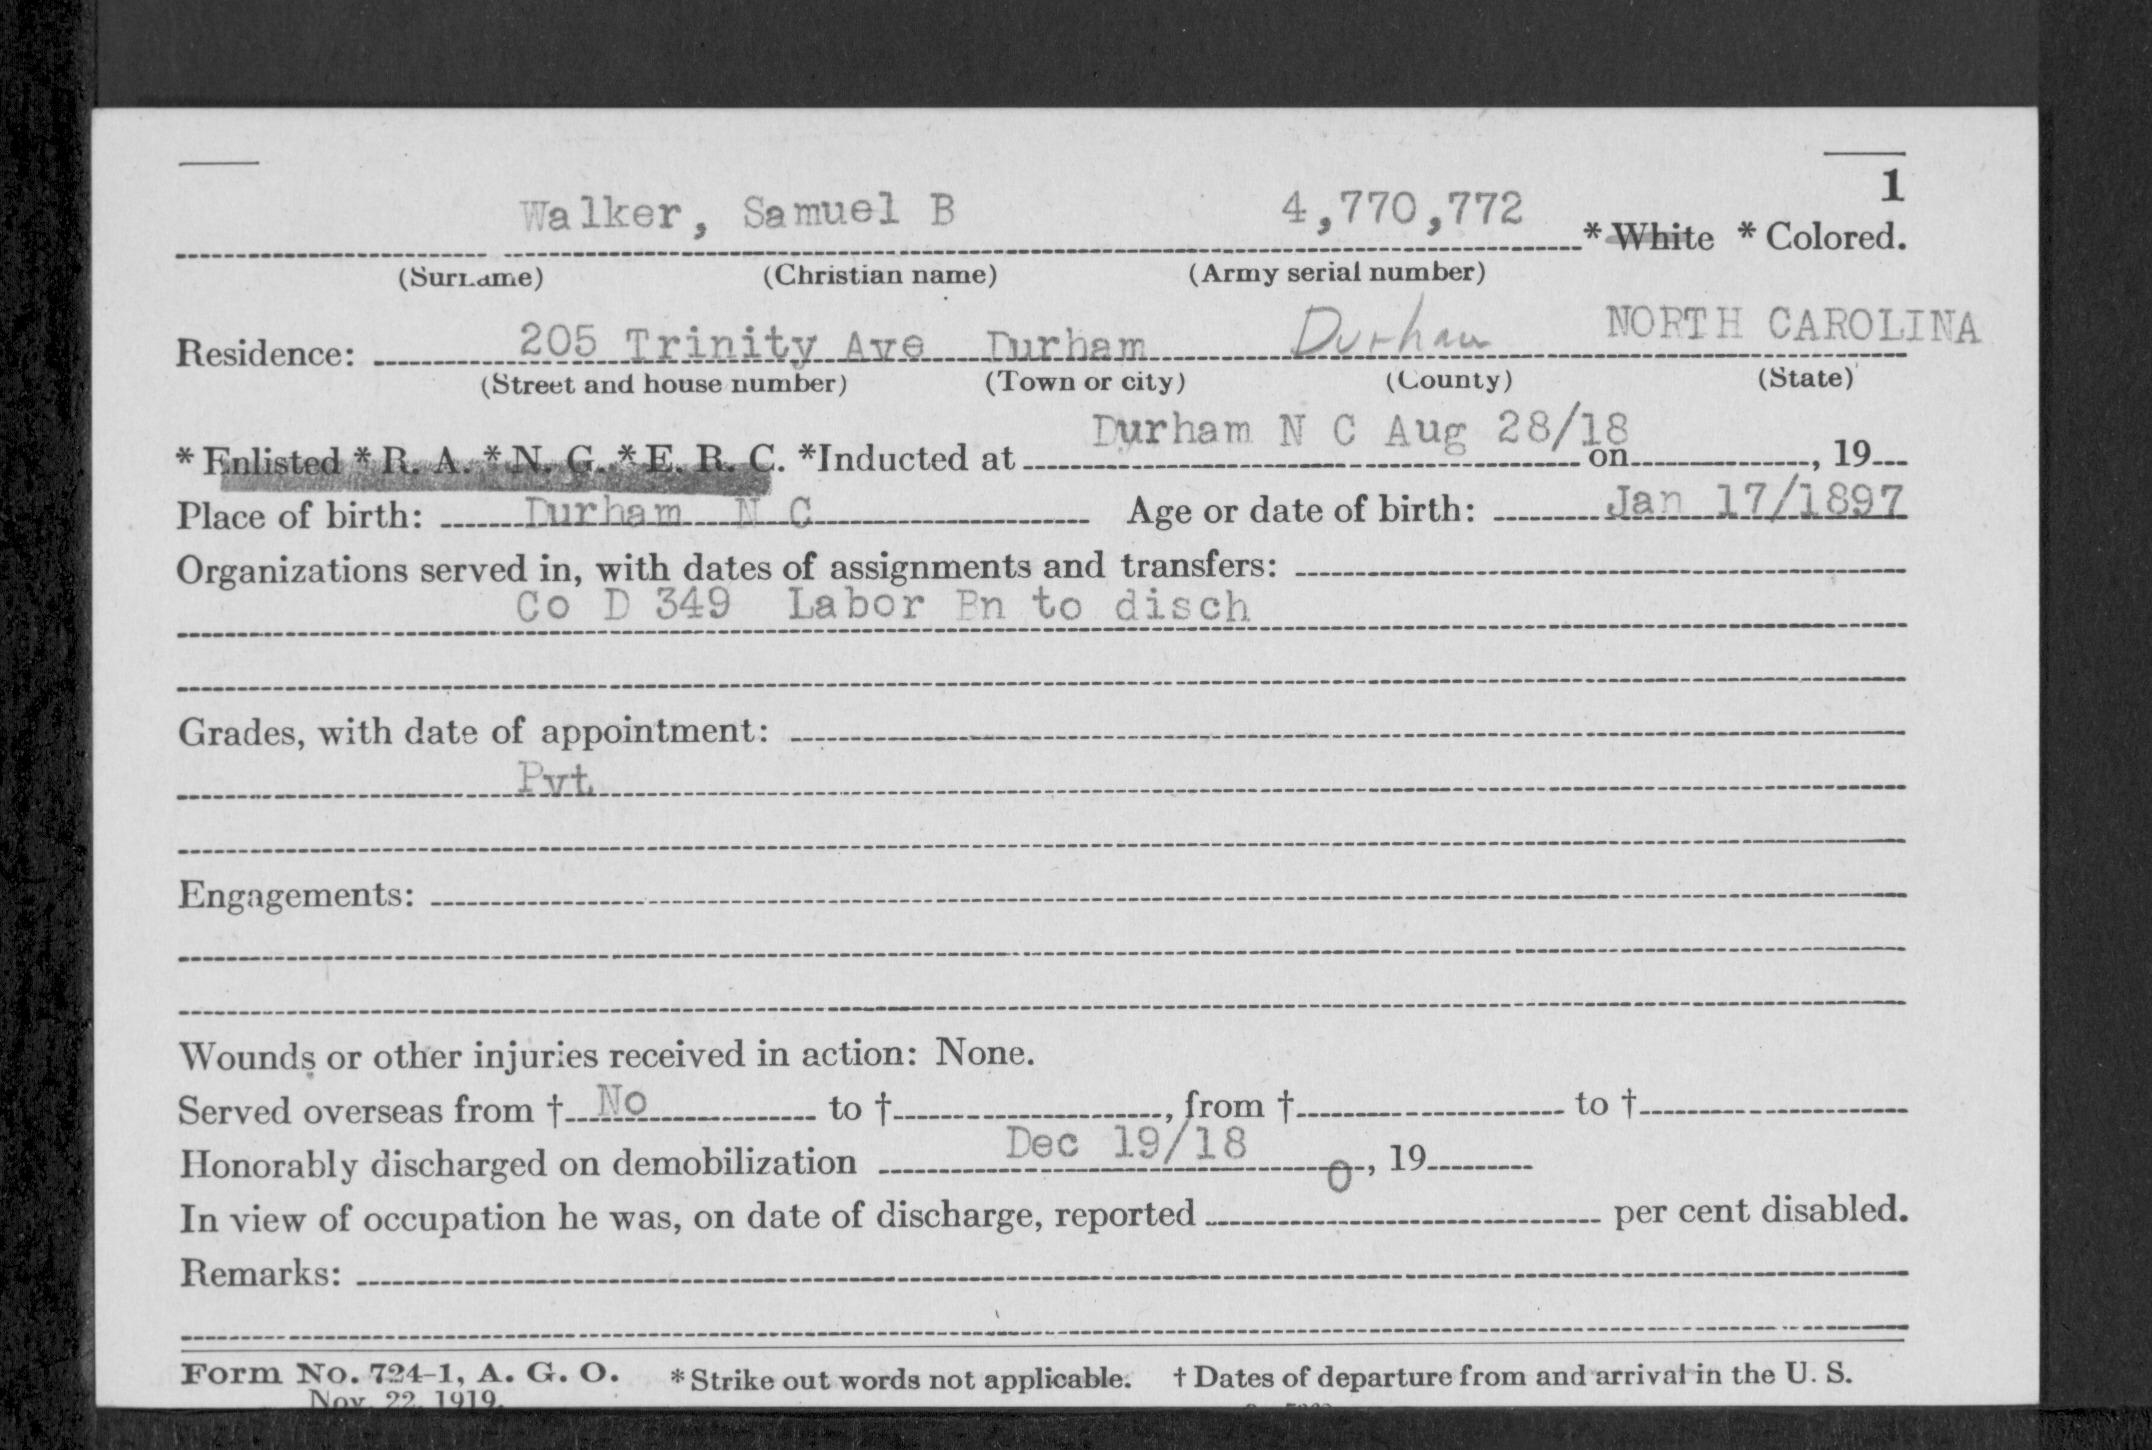 1
Walker, Samuel B 4,770,772 * White * Colored.
(Surname) (Christian name) (Army serial number)
Residence: 205 Trinity Ave Durham Durham NORTH CAROLINA
(Street and house number) (Town or city) (County) (State)
* Enlisted * R. A. * N. G. * E. R. C. *Inducted at Durham N C Aug 28/18 on , 19
Place of birth: Durham N C Age or date of birth: Jan 17/1897
Organizations served in, with dates of assignments and transfers:
Co D 349 Labor Bn to disch
Grades, with date of appointment:
Pvt
Engagements:
Wounds or other injuries received in action: None.
Served overseas from † No to † , from † to †
Honorably discharged on demobilization Dec 19/18 , 19
0
In view of occupation he was, on date of discharge, reported per cent disabled.
Remarks:
Form No. 724-1, A. G. O. * Strike out words not applicable. † Dates of departure from and arrival in the U. S.
Nov. 22, 1919.